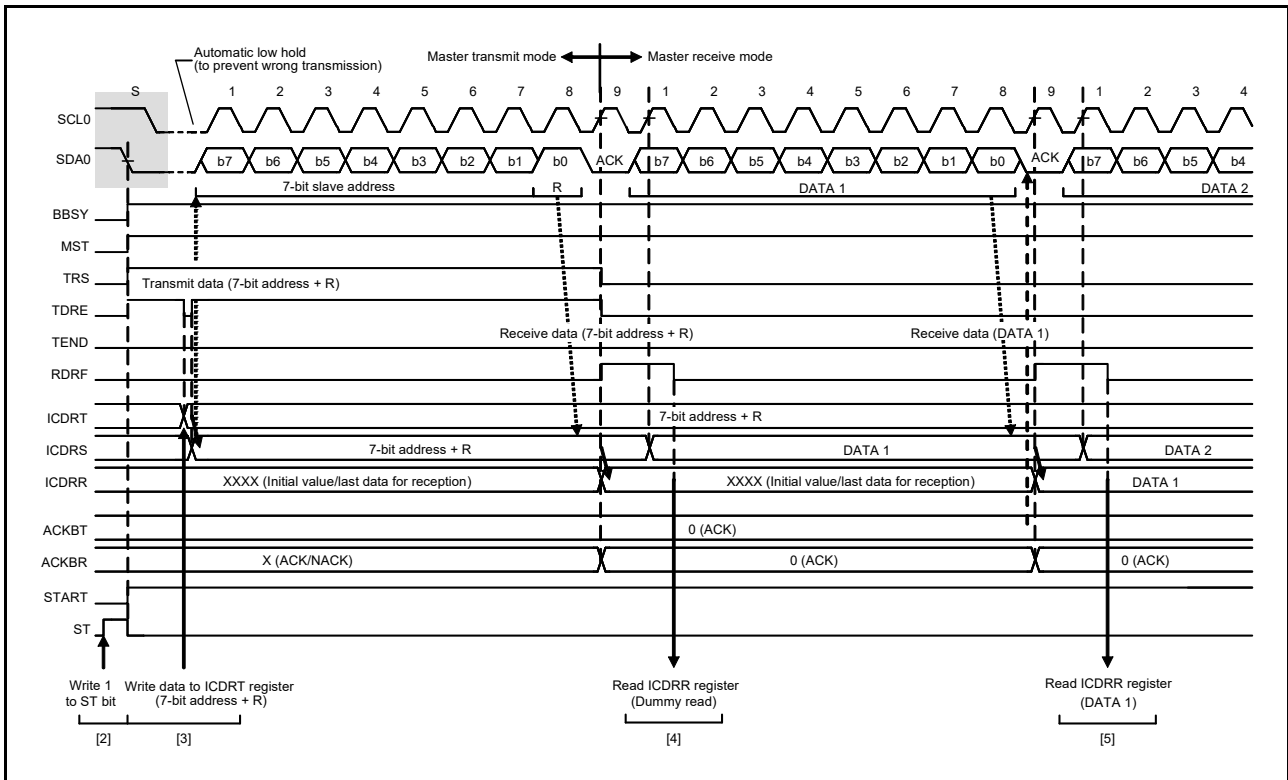 Automatic low hold
(to prevent wrong transmission)
Master transmit mode Master receive mode
S 1 2 3 4 5 6 7 8 9 1 2 3 4 5 6 7 8 9 1 2 3 4
SCL0
SDA0 b7 b6 b5 b4 b3 b2 b1 b0 ACK b7 b6 b5 b4 b3 b2 b1 b0 ACK b7 b6 b5 b4
7-bit slave address R DATA 1 DATA 2
BBSY
MST
TRS
Transmit data (7-bit address + R)
TDRE
Receive data (7-bit address + R) Receive data (DATA 1)
TEND
RDRF
ICDRT 7-bit address + R
ICDRS 7-bit address + R DATA 1 DATA 2
ICDRR XXXX (Initial value/last data for reception) XXXX (Initial value/last data for reception) DATA 1
ACKBT 0 (ACK)
ACKBR X (ACK/NACK) 0 (ACK) 0 (ACK)
START
ST
Write 1 Write data to ICDRT register Read ICDRR register Read ICDRR register
to ST bit (7-bit address + R) (Dummy read) (DATA 1)
[2] [3] [4] [5]